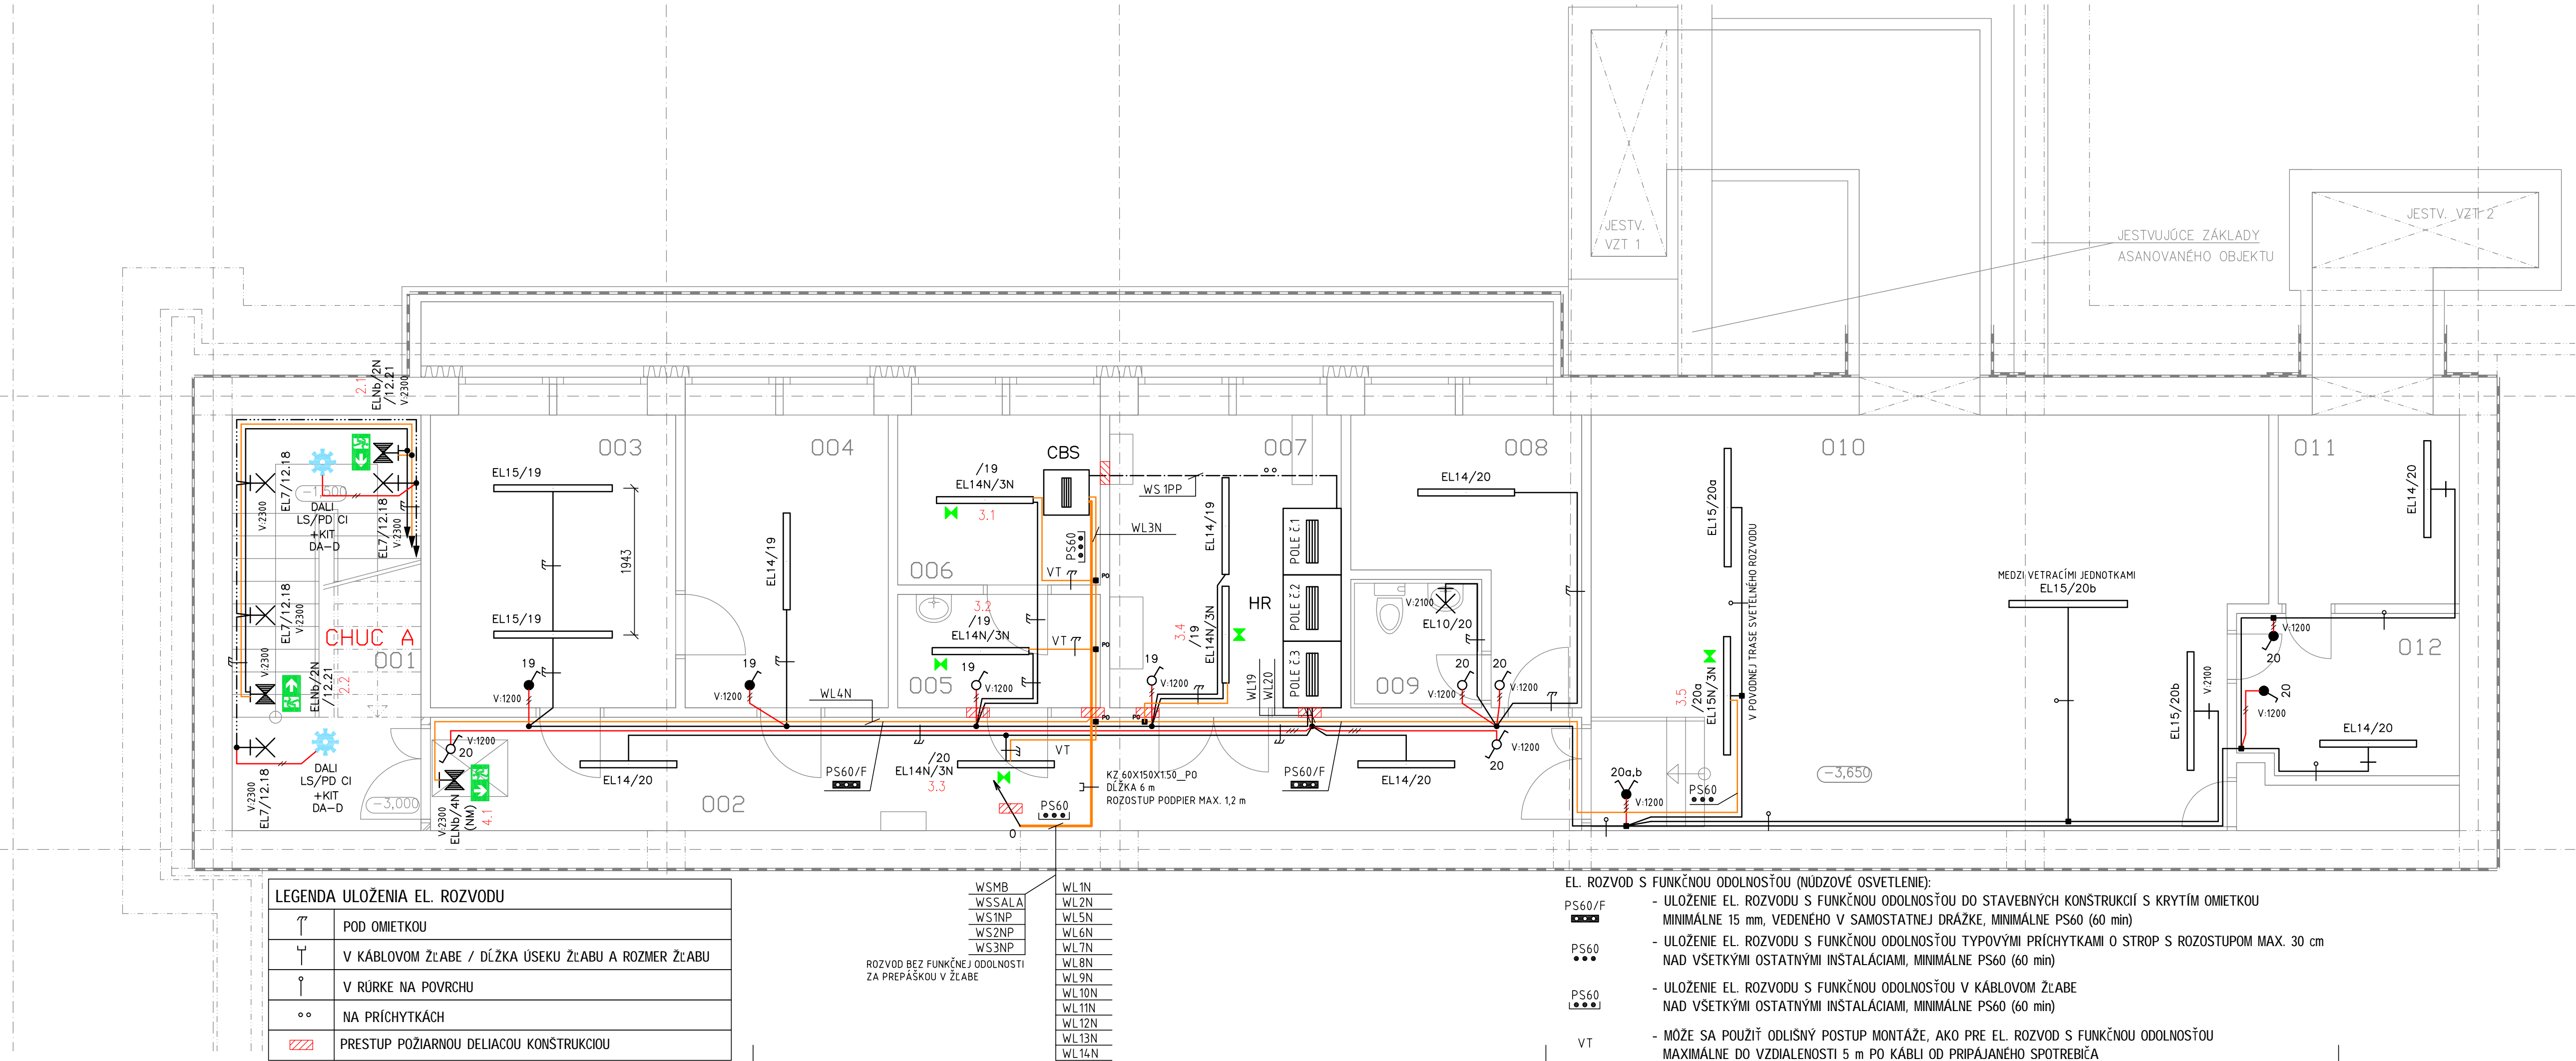 JESTV.
VZT 1
JESTV. VZT 2
JESTVUJÚCE ZÁKLADY
ASANOVANÉHO OBJEKTU
2.1
ELNb/2N
/12.21
V:2300
003
004
CBS
007
008
010
011
EL7/12.18
V:2300
-1,500
DALI
LS/PD CI
+KIT
DA-D
EL7/12.18
V:2300
EL15/19
1943
EL15/19
EL14/19
/19
EL14N/3N
3.1
006
PS60
WL3N
VT
PO
WS1PP
EL14/19
POLE č.1
POLE č.2
POLE č.3
HR
EL14/20
V:2100
EL10/20
009
EL15/20a
V POVODNEJ TRASE SVETELNÉHO ROZVODU
MEDZI VETRACÍMI JEDNOTKAMI
EL15/20b
EL14/20
EL7/12.18
V:2300
CHUC A
001
V:2300
ELNb/2N
/12.21
2.2
3.2
/19
EL14N/3N
VT
PO
005
19
V:1200
19
V:1200
19
V:1200
WL4N
3.4
/19
EL14N/3N
19
V:1200
WL19
WL20
PO
PO
20
V:1200
20
V:1200
3.5
/20a
EL15N/3N
EL15/20b
V:2100
V:1200
20
012
20
V:1200
V:2300
EL7/12.18
DALI
LS/PD CI
+KIT
DA-D
-3,000
V:1200
20
V:2300
ELNb/4N
(NM)
4.1
EL14/20
002
PS60/F
/20
EL14N/3N
3.3
VT
0
PS60
KZ 60X150X1.50_PO
DĹŽKA 6 m
ROZOSTUP PODPIER MAX. 1,2 m
PS60/F
EL14/20
V:1200
20
20a,b
V:1200
PS60
-3,650
EL14/20
LEGENDA ULOŽENIA EL. ROZVODU
POD OMIETKOU
V KÁBLOVOM ŽĽABE / DĹŽKA ÚSEKU ŽĽABU A ROZMER ŽĽABU
V RÚRKE NA POVRCHU
NA PRÍCHYTKÁCH
PRESTUP POŽIARNOU DELIACOU KONŠTRUKCIOU
WSMB
WSSALA
WS1NP
WS2NP
WS3NP
ROZVOD BEZ FUNKČNEJ ODOLNOSTI
ZA PREPÁŠKOU V ŽĽABE
WL1N
WL2N
WL5N
WL6N
WL7N
WL8N
WL9N
WL10N
WL11N
WL12N
WL13N
WL14N
EL. ROZVOD S FUNKČNOU ODOLNOSŤOU (NÚDZOVÉ OSVETLENIE):
PS60/F
- ULOŽENIE EL. ROZVODU S FUNKČNOU ODOLNOSŤOU DO STAVEBNÝCH KONŠTRUKCIÍ S KRYTÍM OMIETKOU
MINIMÁLNE 15 mm, VEDENÉHO V SAMOSTATNEJ DRÁŽKE, MINIMÁLNE PS60 (60 min)
PS60
- ULOŽENIE EL. ROZVODU S FUNKČNOU ODOLNOSŤOU TYPOVÝMI PRÍCHYTKAMI O STROP S ROZOSTUPOM MAX. 30 cm
NAD VŠETKÝMI OSTATNÝMI INŠTALÁCIAMI, MINIMÁLNE PS60 (60 min)
PS60
- ULOŽENIE EL. ROZVODU S FUNKČNOU ODOLNOSŤOU V KÁBLOVOM ŽĽABE
NAD VŠETKÝMI OSTATNÝMI INŠTALÁCIAMI, MINIMÁLNE PS60 (60 min)
VT
- MÔŽE SA POUŽIŤ ODLIŠNÝ POSTUP MONTÁŽE, AKO PRE EL. ROZVOD S FUNKČNOU ODOLNOSŤOU
MAXIMÁLNE DO VZDIALENOSTI 5 m PO KÁBLI OD PRIPÁJANÉHO SPOTREBIČA